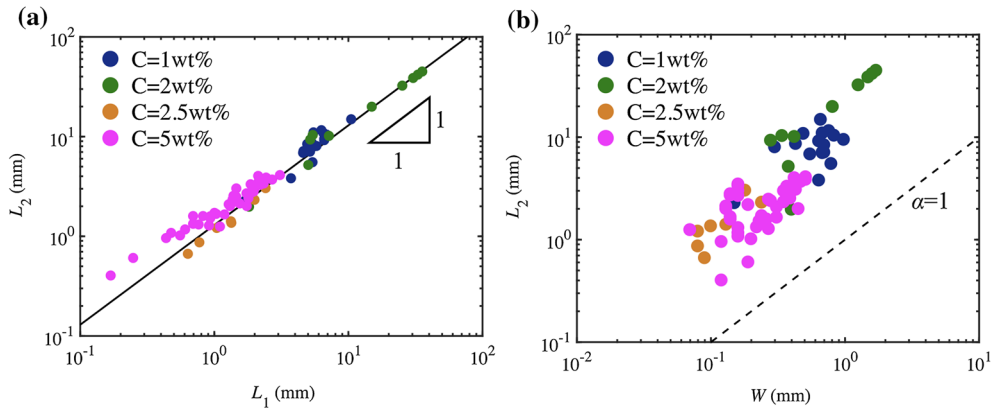 (a)
10^2
10^1
10^0
10^-1
L_2 (mm)
C=1wt%
C=2wt%
C=2.5wt%
C=5wt%
1
1
10^-1 10^0 10^1 10^2
L_1 (mm)
(b)
10^2
10^1
10^0
10^-1
L_2 (mm)
C=1wt%
C=2wt%
C=2.5wt%
C=5wt%
α=1
10^-2 10^-1 10^0 10^1
W (mm)